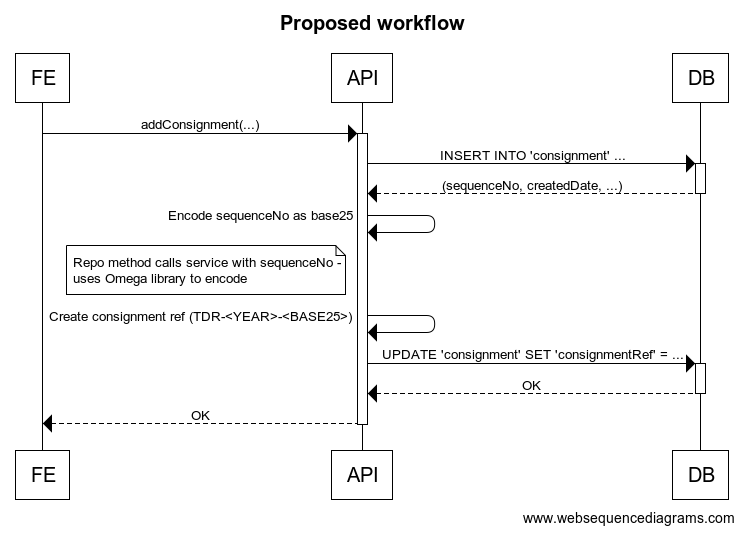 Proposed workflow
FE
API
DB
addConsignment(...)
INSERT INTO 'consignment' ...
(sequenceNo, createdDate, ...)
Encode sequenceNo as base25
Repo method calls service with sequenceNo -
uses Omega library to encode
Create consignment ref (TDR-<YEAR>-<BASE25>)
UPDATE 'consignment' SET 'consignmentRef' = ...
OK
OK
FE
API
DB
www.websequencediagrams.com